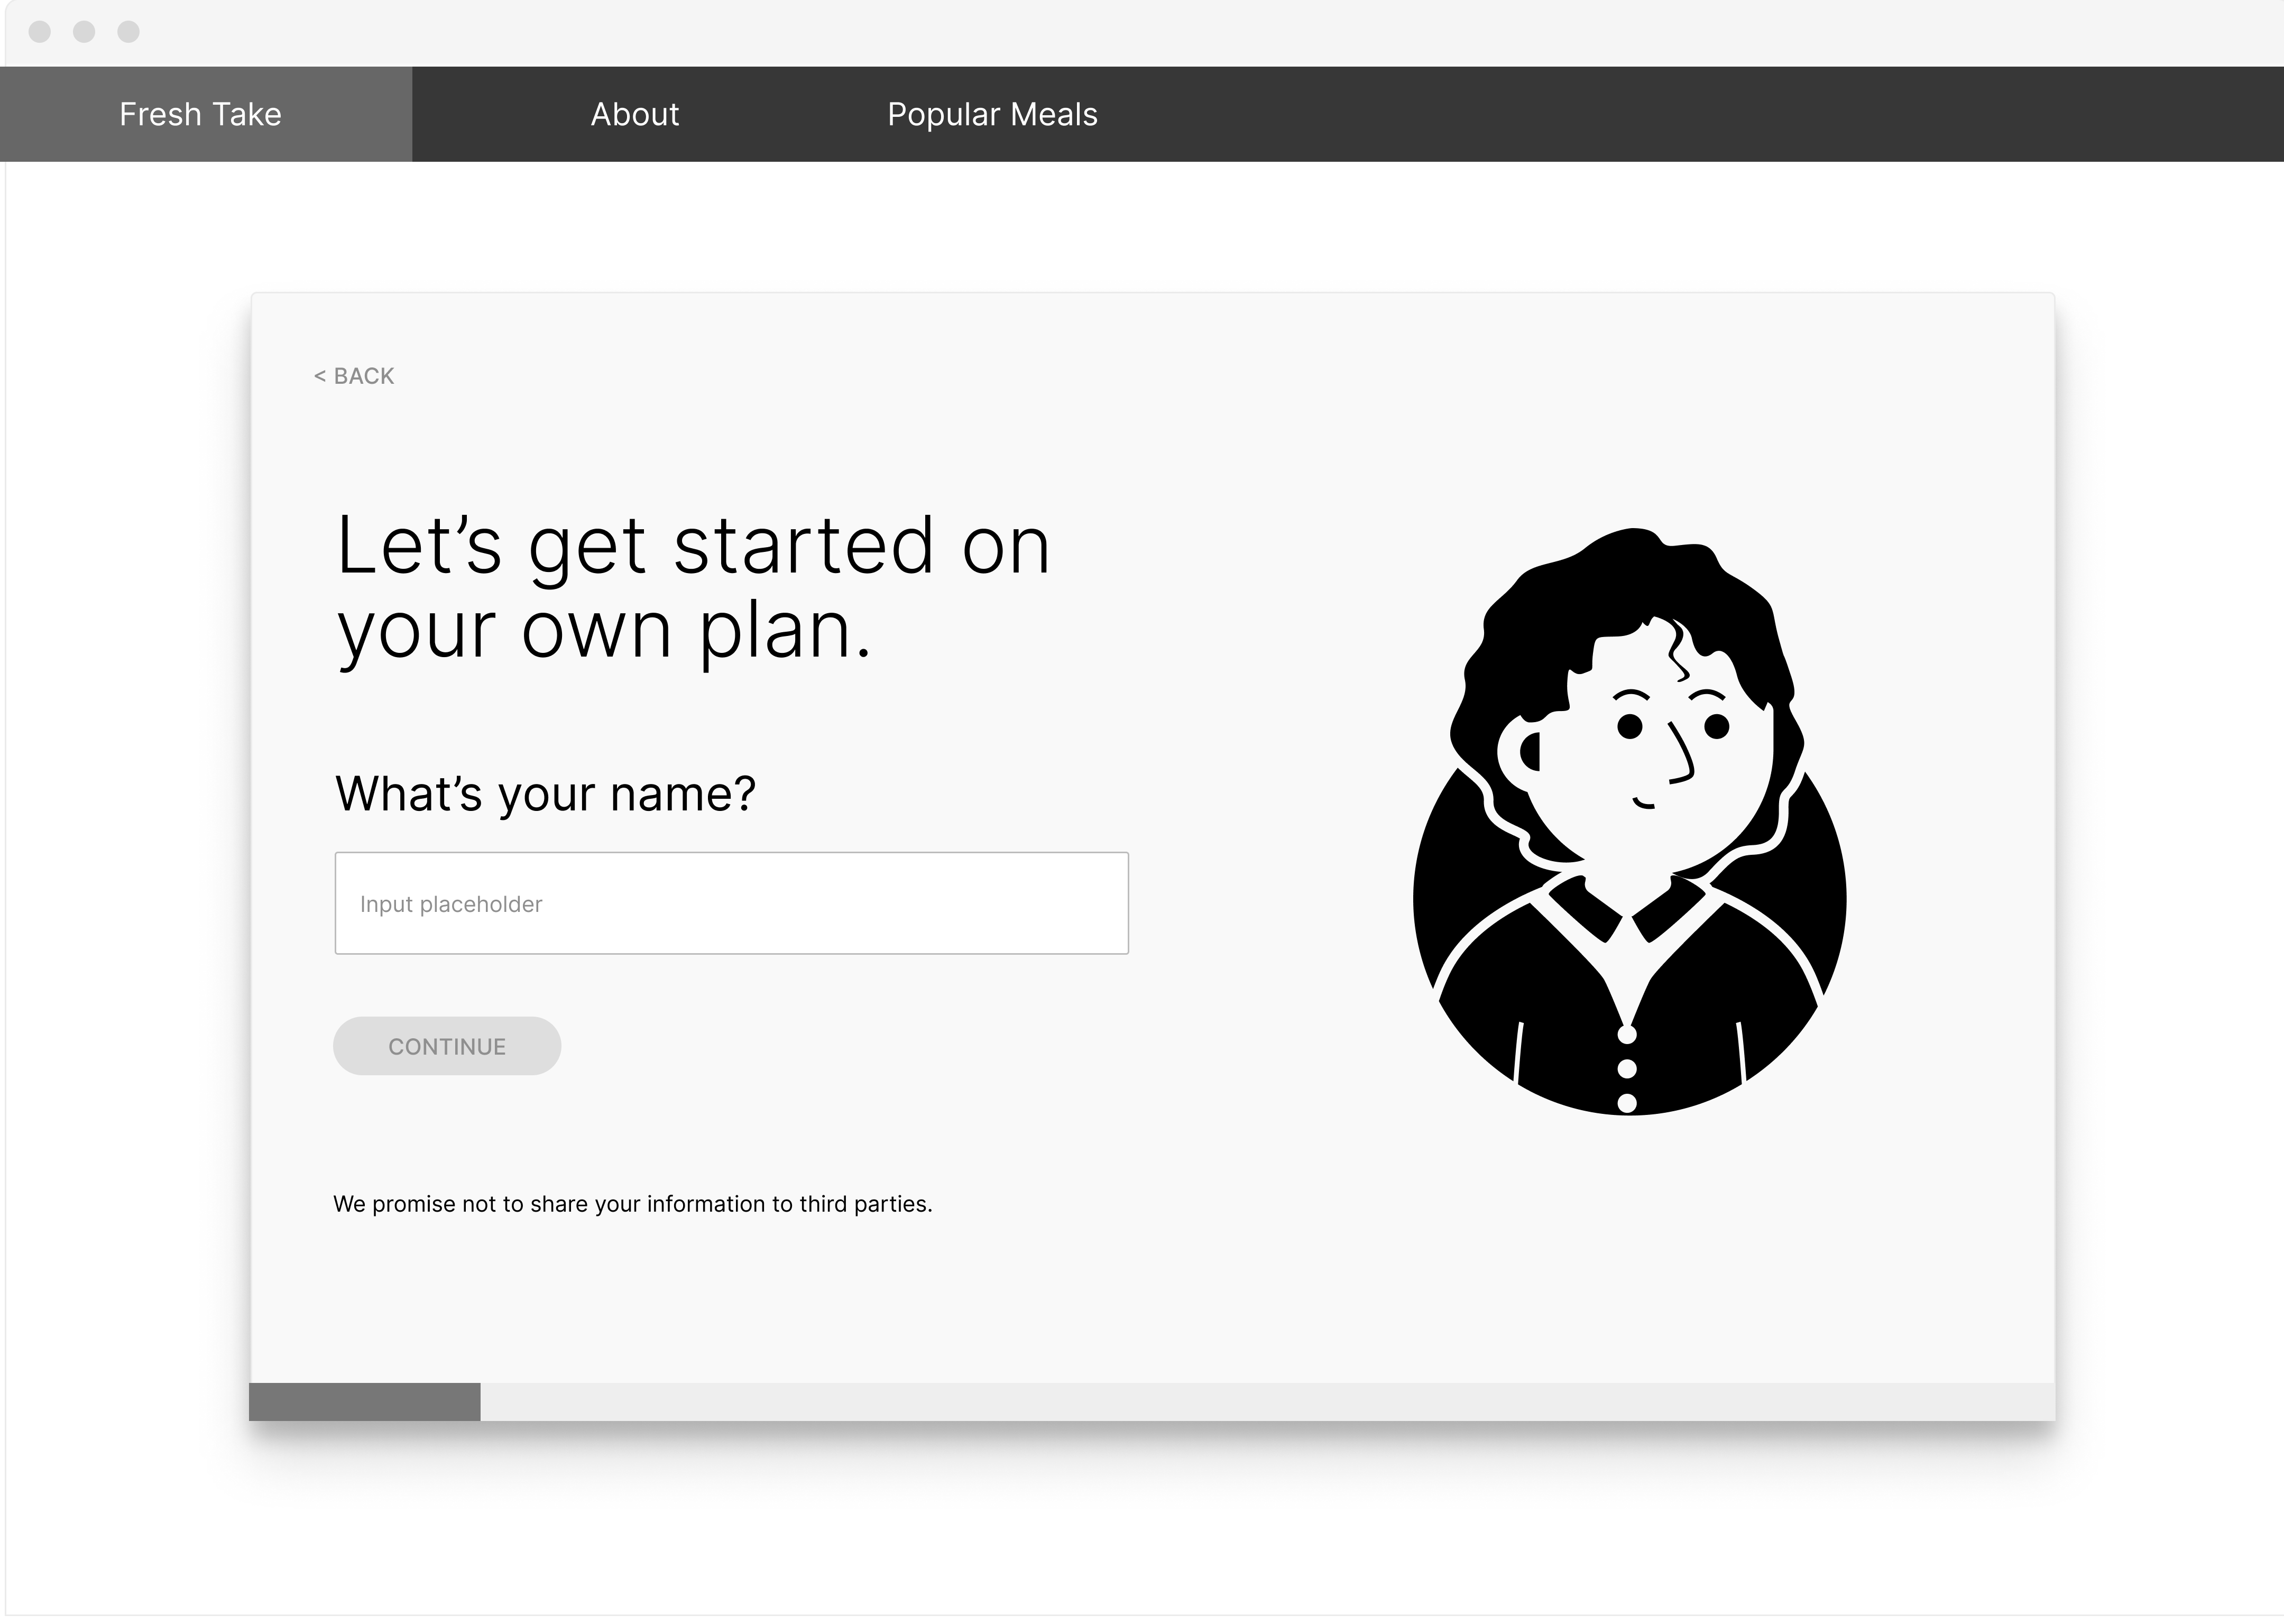 Fresh Take
About
Popular Meals
< BACK
Let’s get started on
your own plan.
What’s your name?
Input placeholder
CONTINUE
We promise not to share your information to third parties.